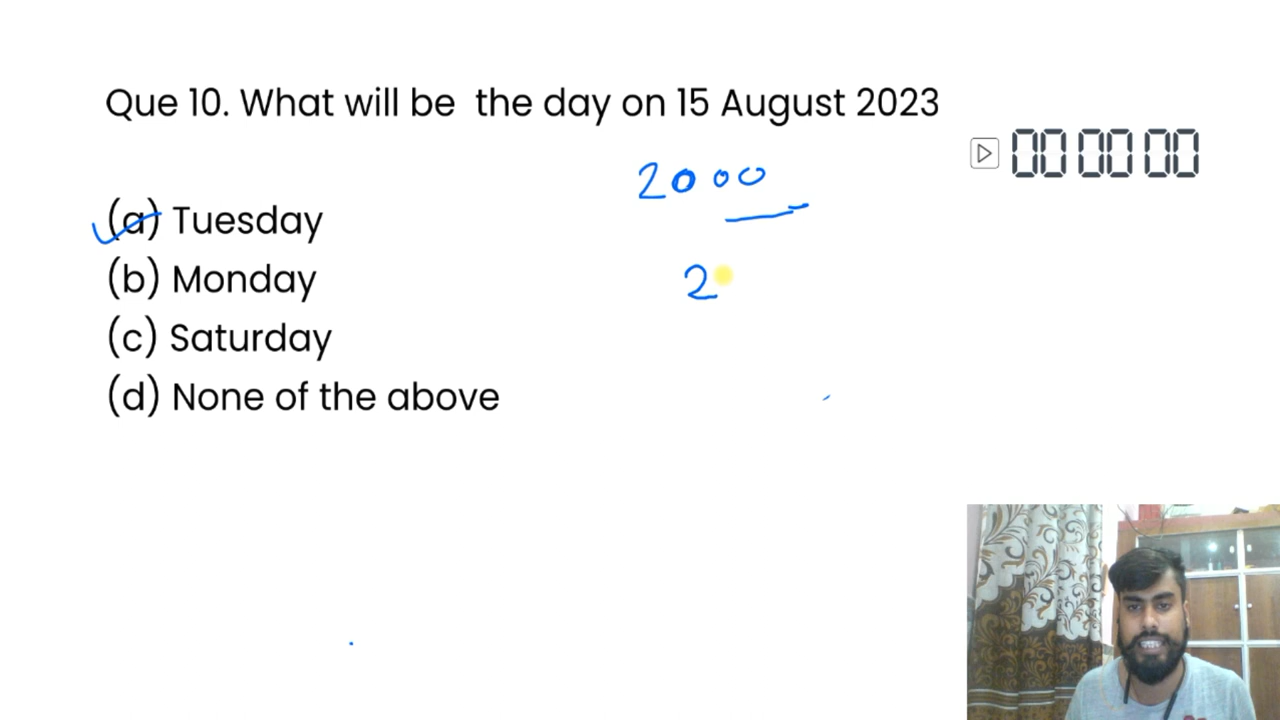 Que 10. What will be the day on 15 August 2023
00 00 00
2000
(a) Tuesday
2
(b) Monday
(c) Saturday
(d) None of the above